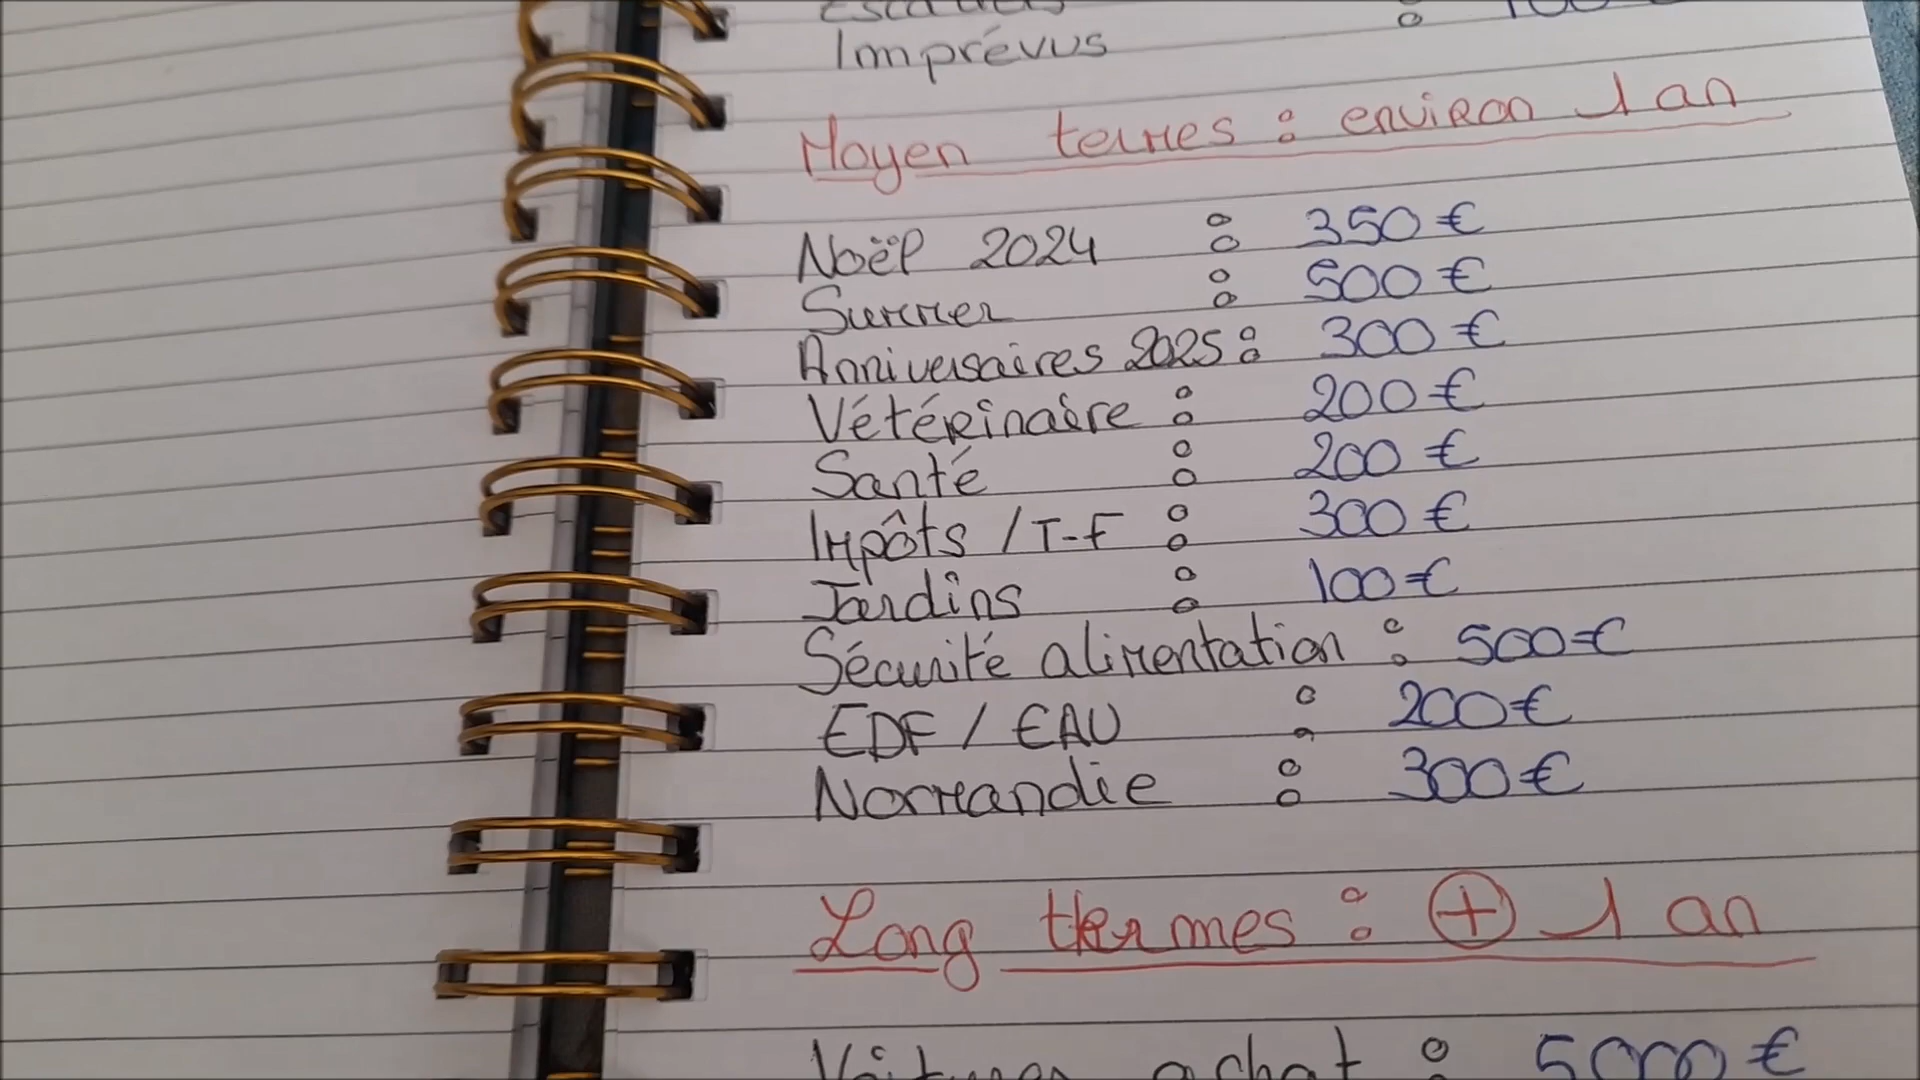 Imprévus
Moyen termes : environ 1 an
Noël 2024 : 350 €
Summer : 500 €
Anniversaires 2025 : 300 €
Vétérinaire : 200 €
Santé : 200 €
Impôts / T-F : 300 €
Jardins : 100 €
Sécurité alimentation : 500 €
EDF / EAU : 200 €
Normandie : 300 €
Long termes : + 1 an
achat : 5000 €